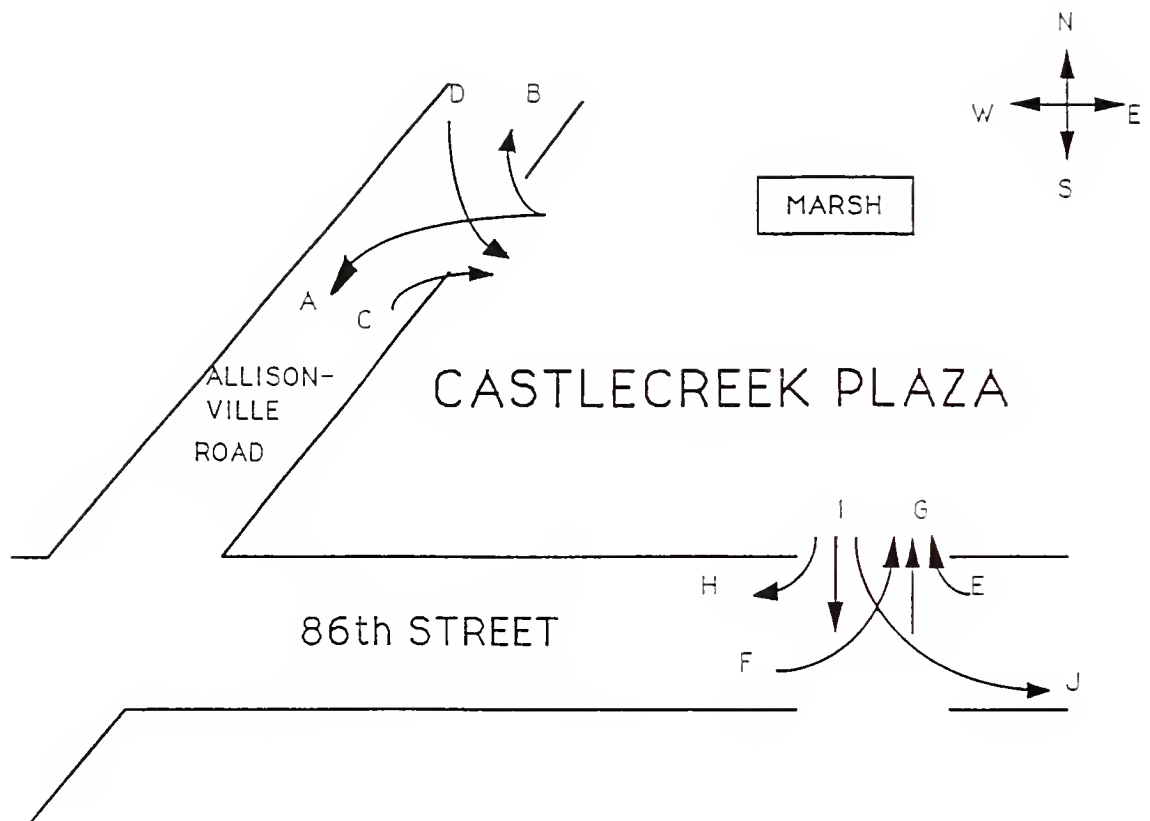 N
D B
W E
S
MARSH
A
C
ALLISON-
VILLE
ROAD
CASTLECREEK PLAZA
I G
H E
86th STREET
F J